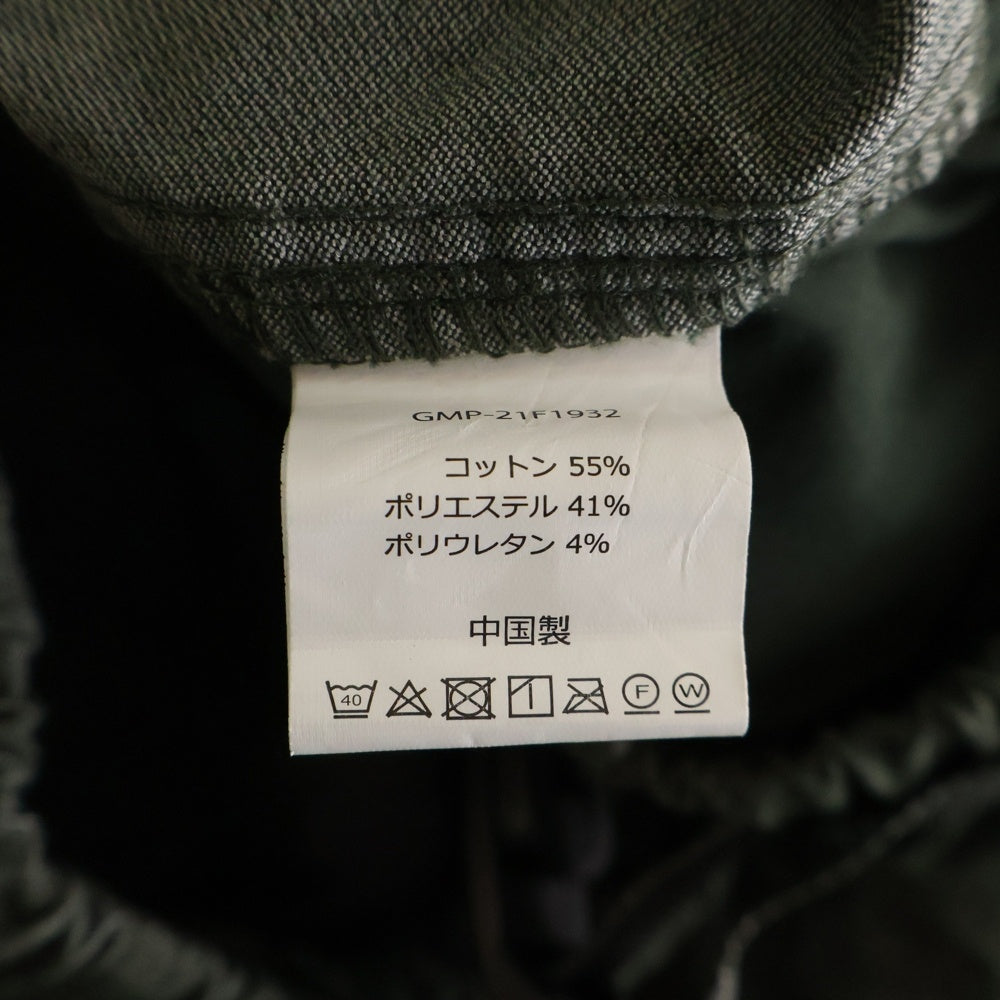 GMP-21F1932
コットン 55%
ポリエステル 41%
ポリウレタン 4%
中国製
40 F W